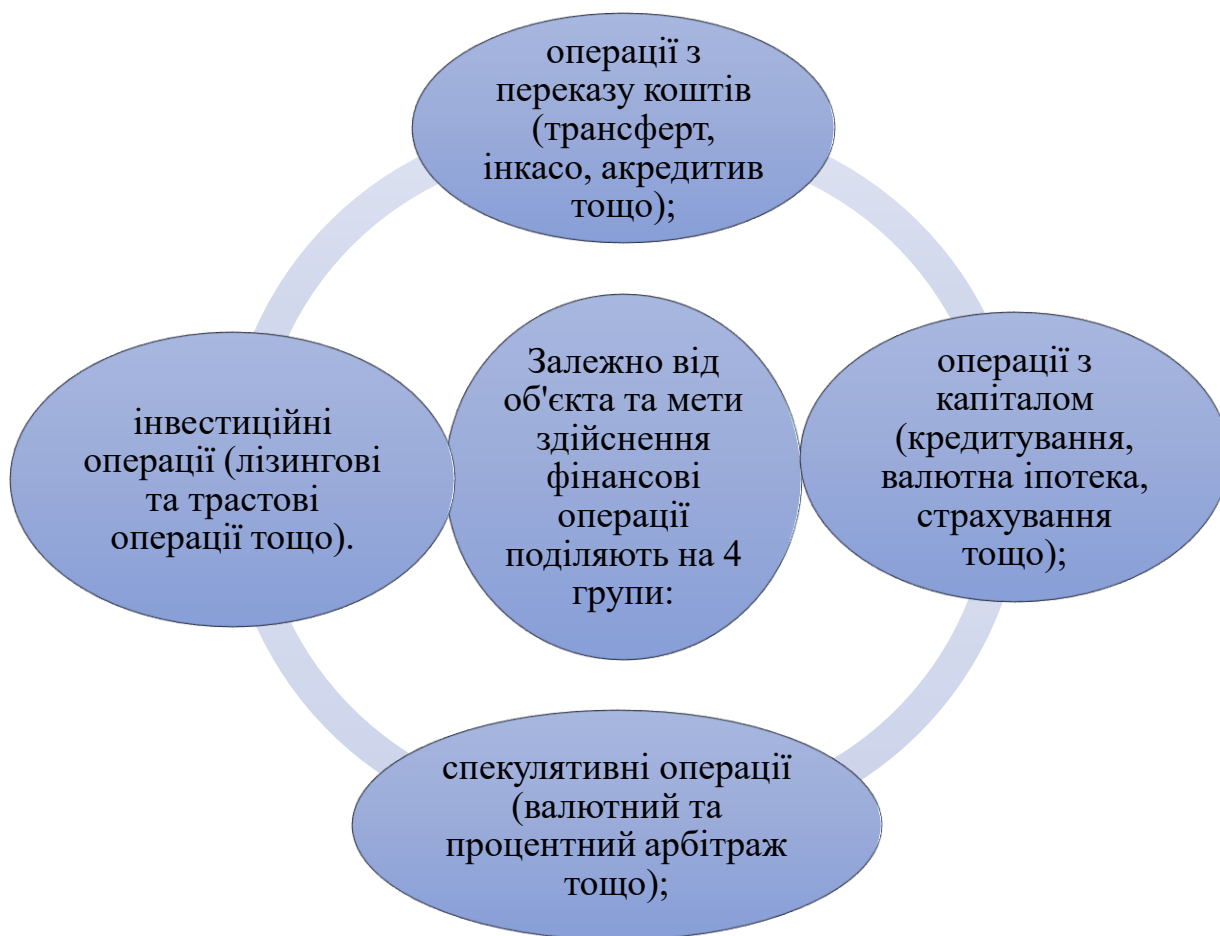 операції з
переказу коштів
(трансферт,
інкасо, акредитив
тощо);
Залежно від
об'єкта та мети
здійснення
фінансові
операції
поділяють на 4
групи:
операції з
капіталом
(кредитування,
валютна іпотека,
страхування
тощо);
спекулятивні операції
(валютний та
процентний арбітраж
тощо);
інвестиційні
операції (лізингові
та трастові
операції тощо).